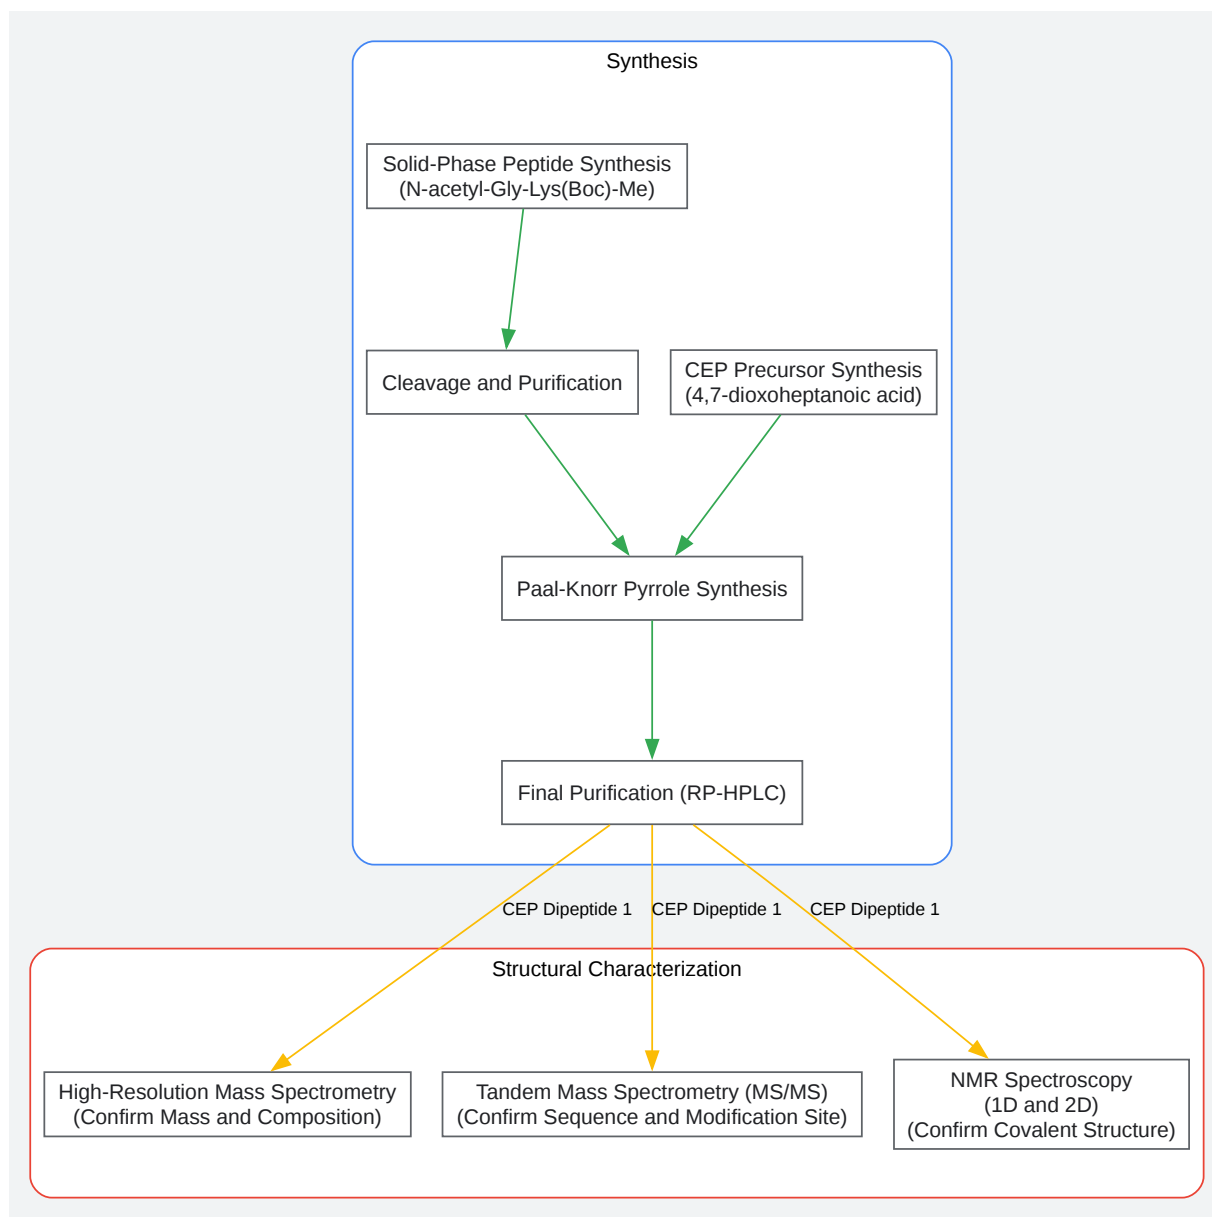 Synthesis
Solid-Phase Peptide Synthesis
(N-acetyl-Gly-Lys(Boc)-Me)
Cleavage and Purification
CEP Precursor Synthesis
(4,7-dioxoheptanoic acid)
Paal-Knorr Pyrrole Synthesis
Final Purification (RP-HPLC)
CEP Dipeptide 1
CEP Dipeptide 1
CEP Dipeptide 1
Structural Characterization
High-Resolution Mass Spectrometry
(Confirm Mass and Composition)
Tandem Mass Spectrometry (MS/MS)
(Confirm Sequence and Modification Site)
NMR Spectroscopy
(1D and 2D)
(Confirm Covalent Structure)